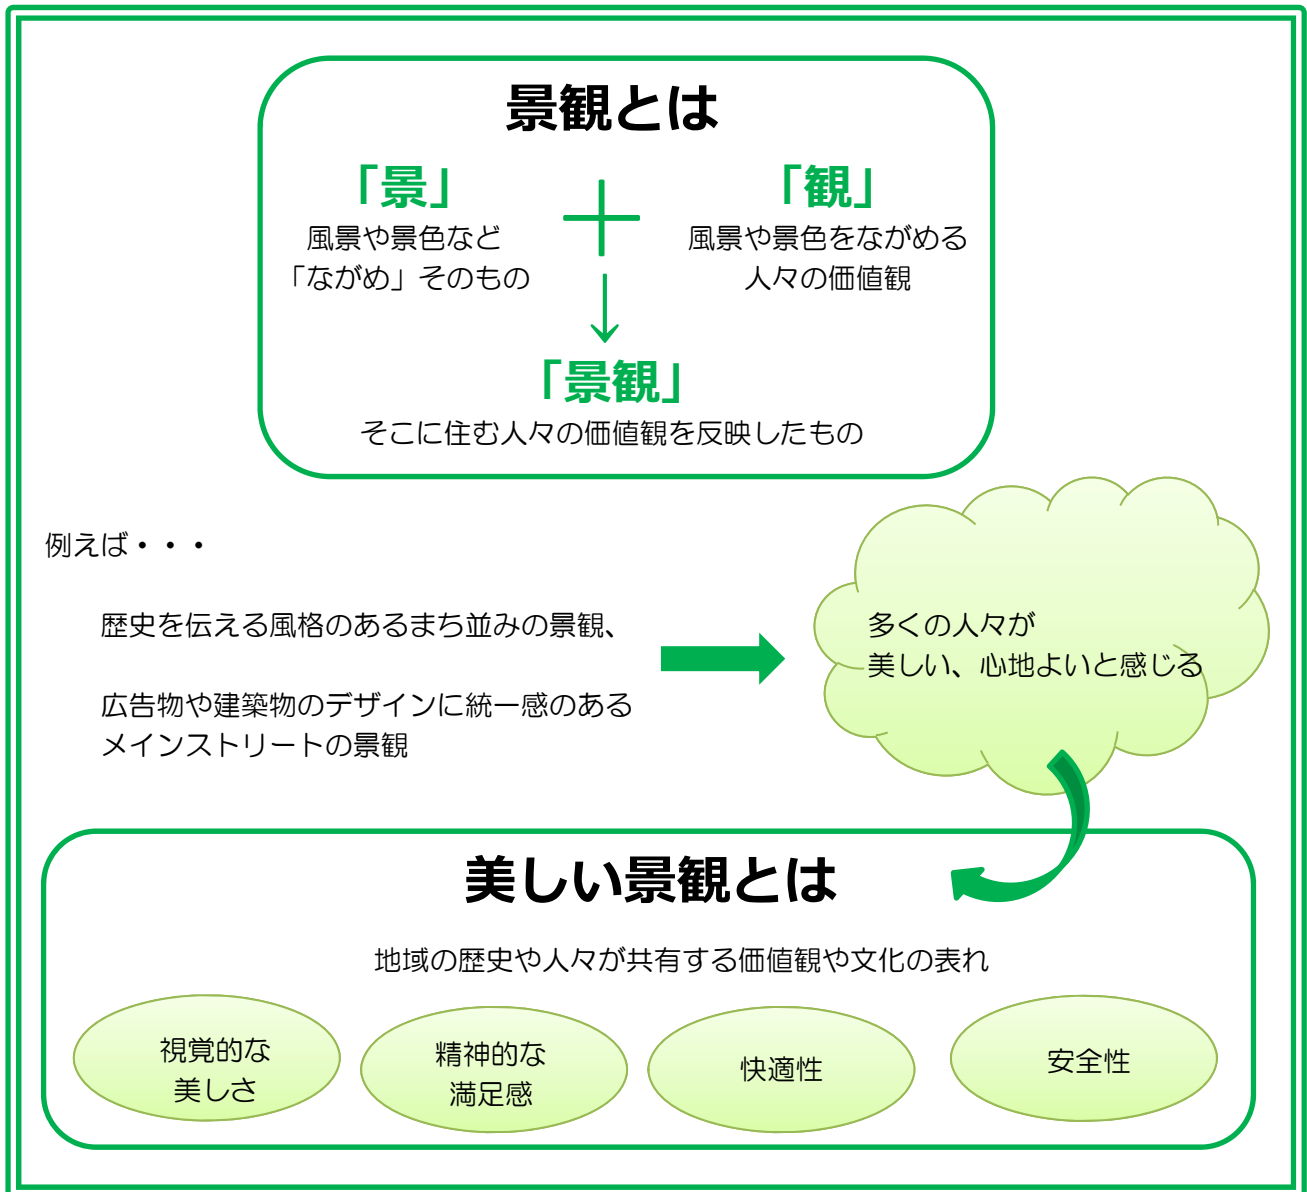 景観とは
「景」
風景や景色など
「ながめ」そのもの
「観」
風景や景色をながめる
人々の価値観
「景観」
そこに住む人々の価値観を反映したもの
例えば・・・
歴史を伝える風格のあるまち並みの景観、
広告物や建築物のデザインに統一感のある
メインストリートの景観
多くの人々が
美しい、心地よいと感じる
美しい景観とは
地域の歴史や人々が共有する価値観や文化の表れ
視覚的な
美しさ
精神的な
満足感
快適性
安全性